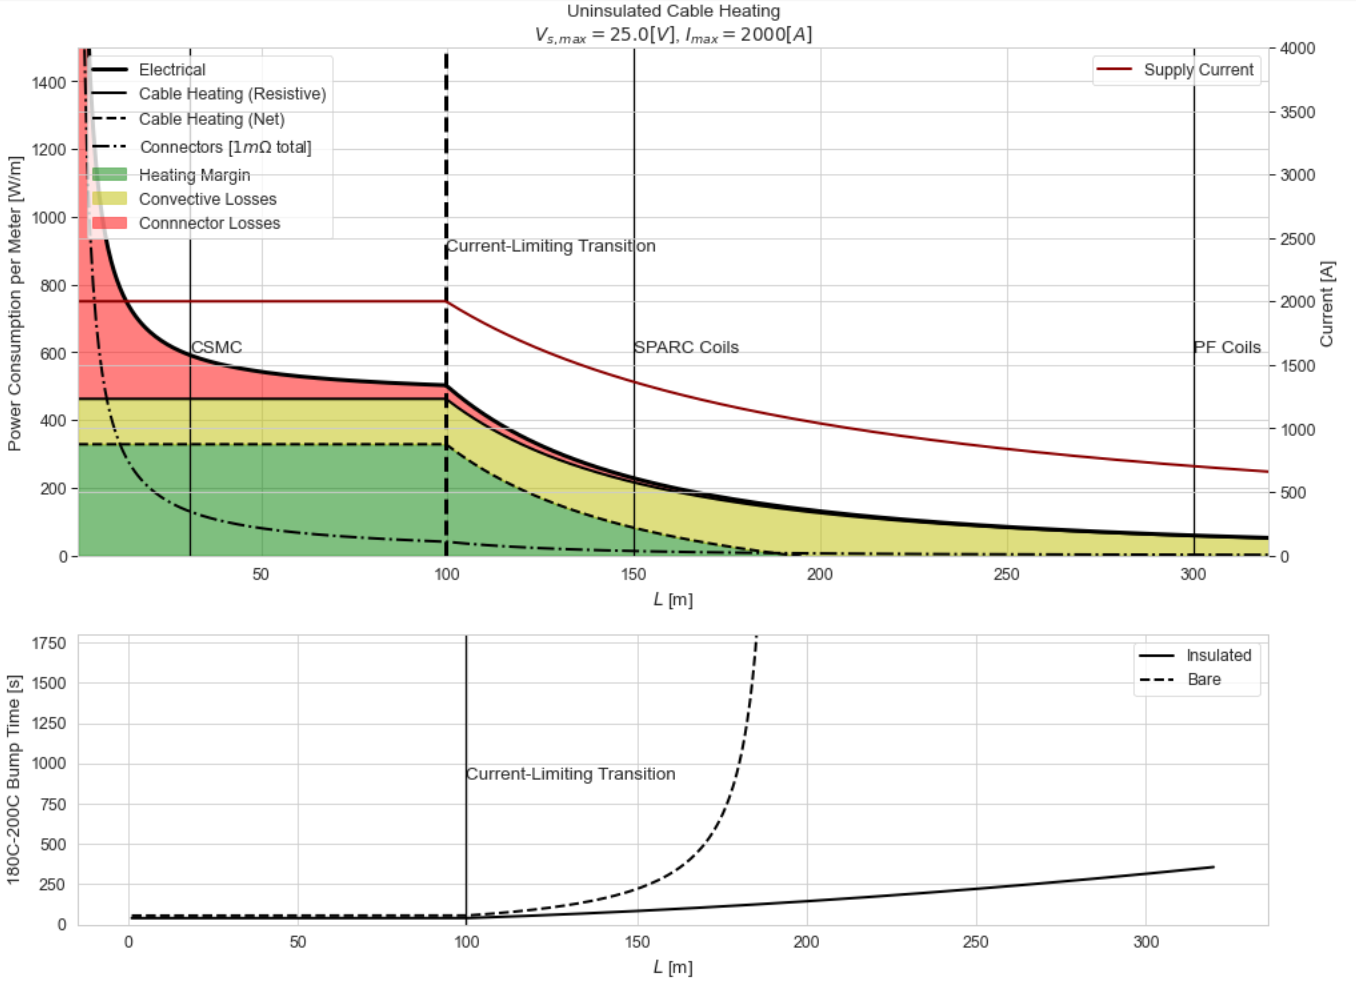 Uninsulated Cable Heating
V_{s,max} = 25.0[V], I_{max} = 2000[A]
Power Consumption per Meter [W/m]
1400
1200
1000
800
600
400
200
0
Electrical
Cable Heating (Resistive)
Cable Heating (Net)
Connectors [1mΩ total]
Heating Margin
Convective Losses
Connnector Losses
Supply Current
Current-Limiting Transition
CSMC
SPARC Coils
PF Coils
4000
3500
3000
2500
2000
1500
1000
500
0
Current [A]
50
100
150
200
250
300
L [m]
180C-200C Bump Time [s]
1750
1500
1250
1000
750
500
250
0
Insulated
Bare
Current-Limiting Transition
0
50
100
150
200
250
300
L [m]